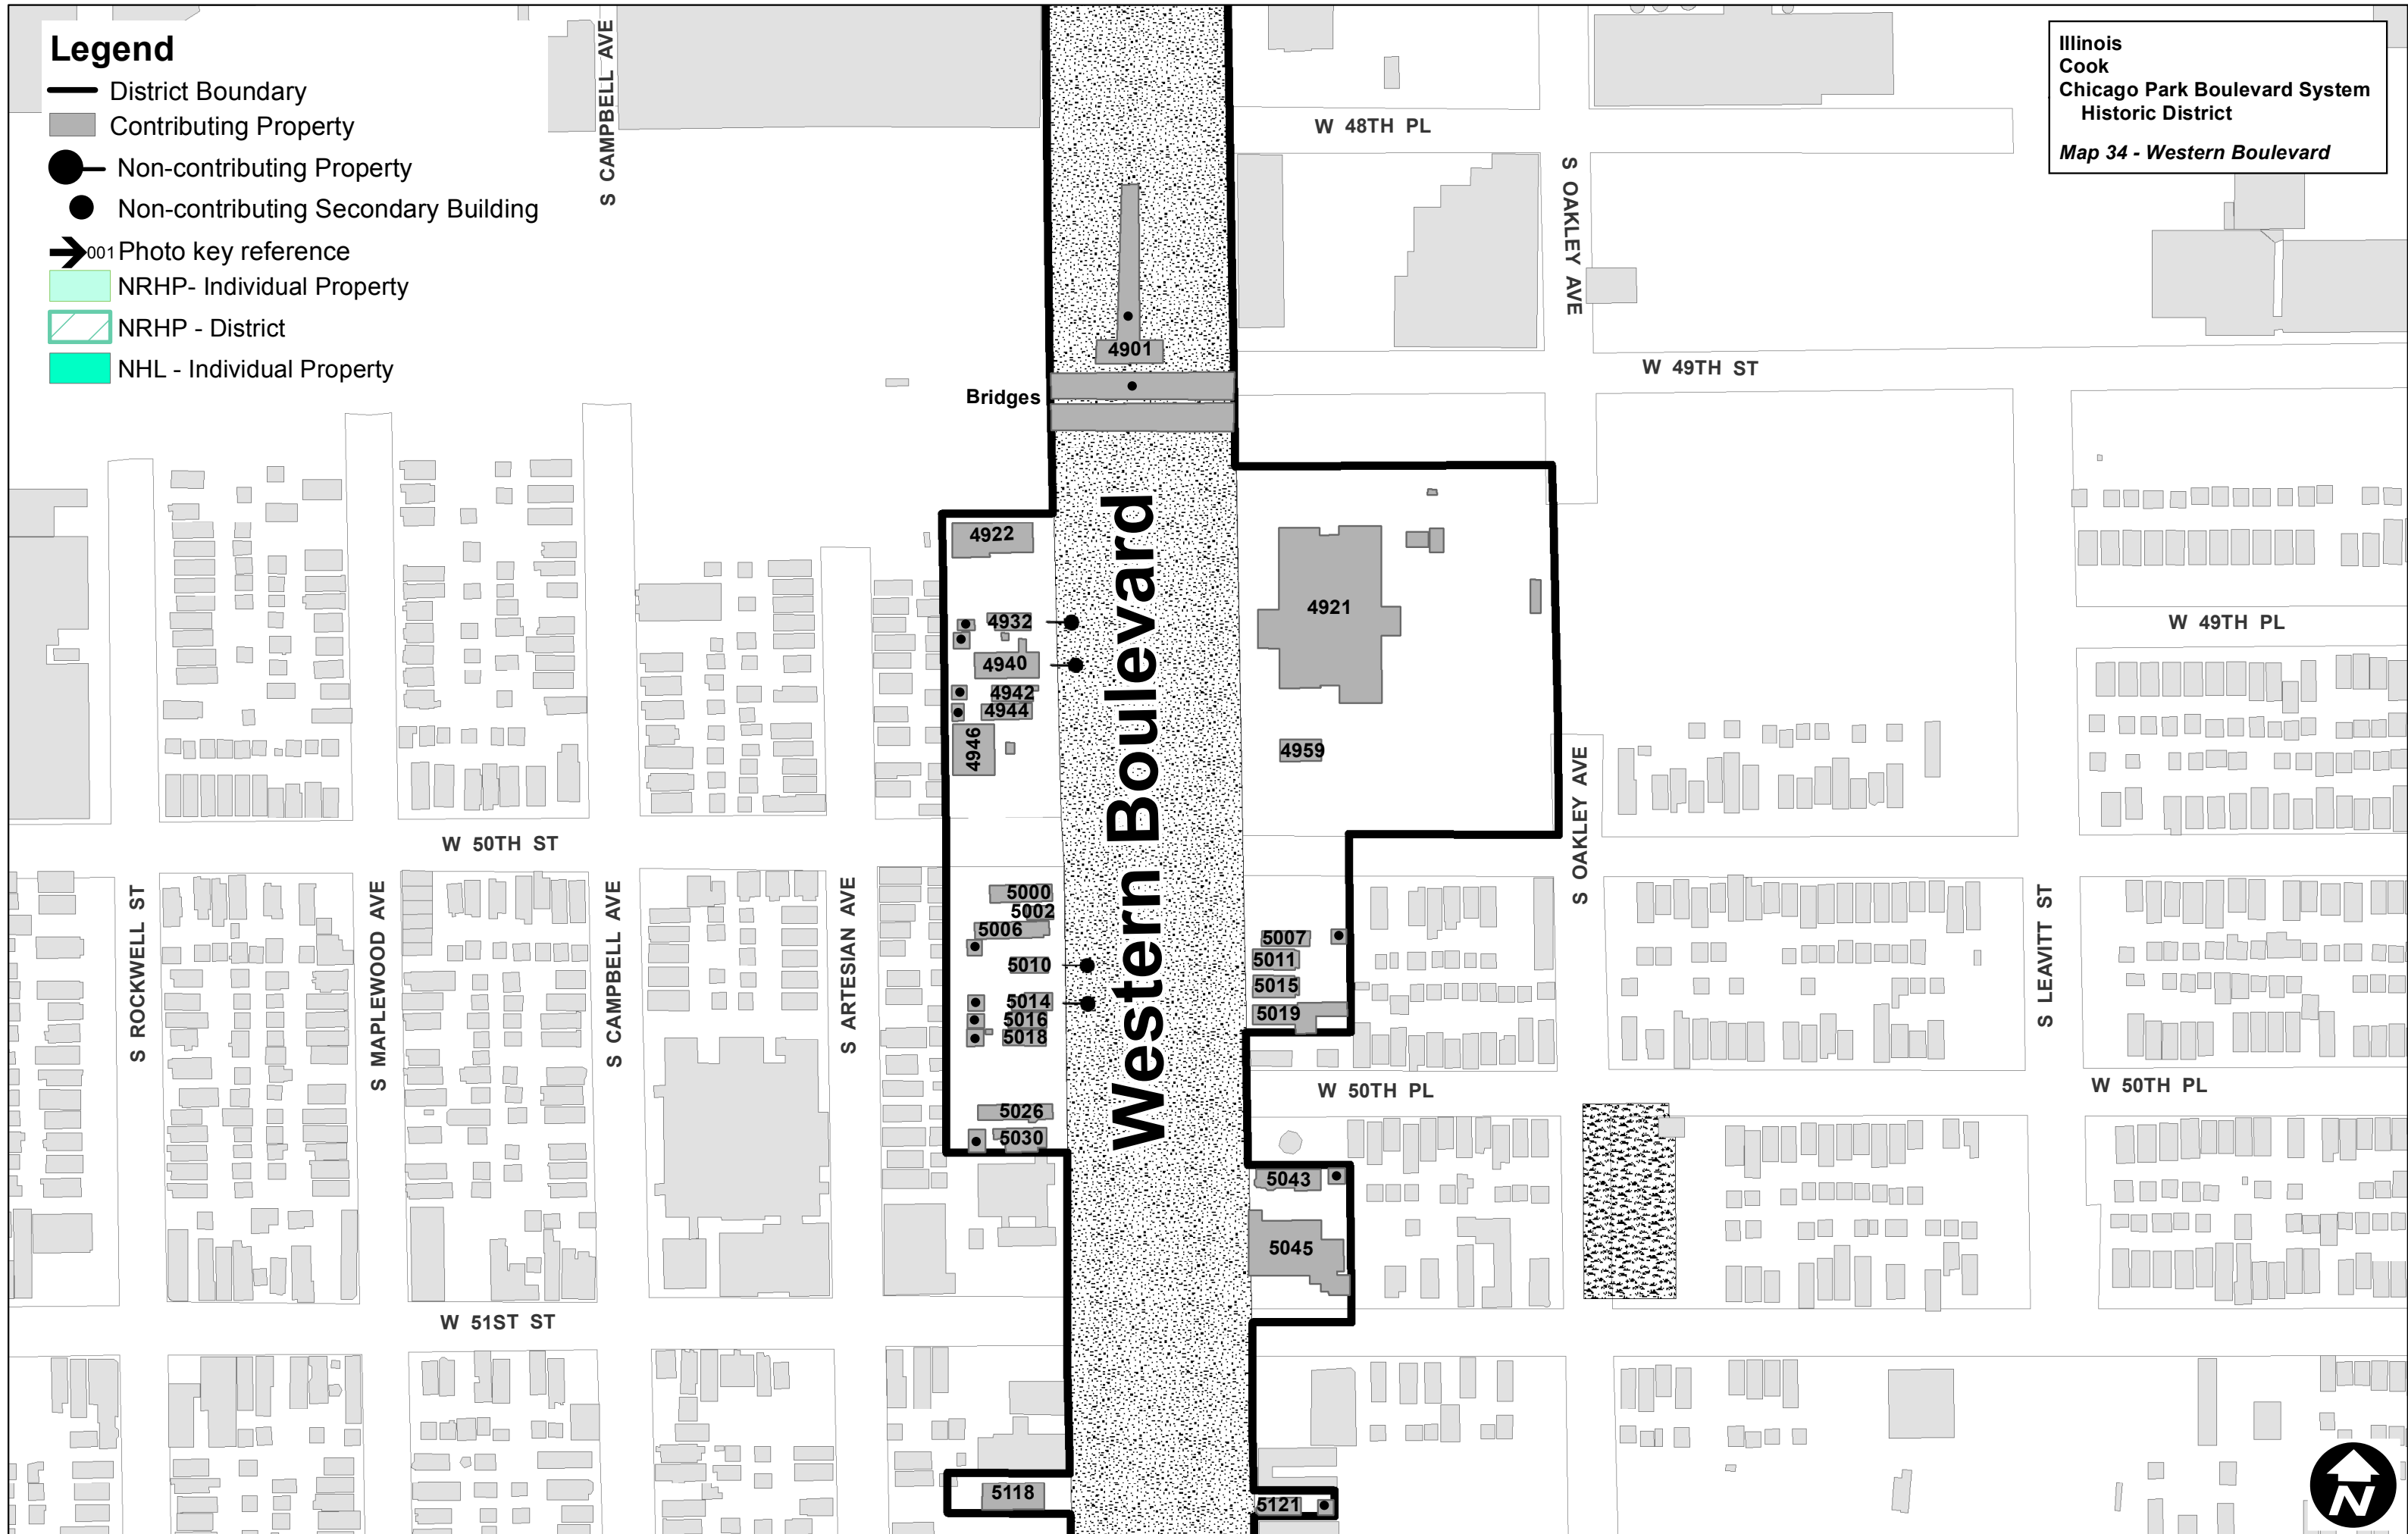 Legend
District Boundary
Contributing Property
Non-contributing Property
Non-contributing Secondary Building
001 Photo key reference
NRHP- Individual Property
NRHP - District
NHL - Individual Property
Illinois
Cook
Chicago Park Boulevard System
Historic District
Map 34 - Western Boulevard
S CAMPBELL AVE
W 48TH PL
S OAKLEY AVE
4901
W 49TH ST
Bridges
Western Boulevard
4922
4921
4932
W 49TH PL
4940
4942
4944
4946
4959
S OAKLEY AVE
W 50TH ST
S ROCKWELL ST
S MAPLEWOOD AVE
S CAMPBELL AVE
S ARTESIAN AVE
S LEAVITT ST
5000
5002
5006
5007
5010
5011
5014
5015
5016
5019
5018
W 50TH PL
W 50TH PL
5026
5030
5043
5045
W 51ST ST
5118
5121
N